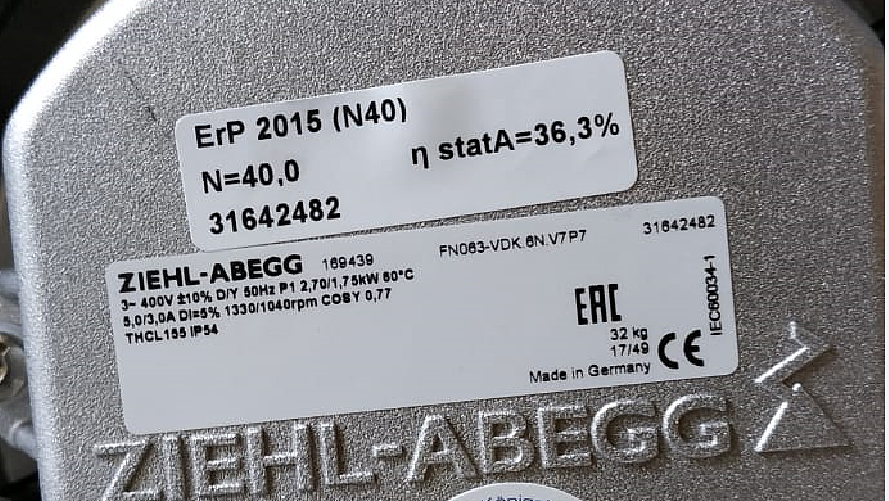 ErP 2015 (N40)
N=40,0 η statA=36,3%
31642482
ZIEHL-ABEGG 169439 FN063-VDK.6N.V7P7 31642482
3~ 400V ±10% D/Y 50Hz P1 2,70/1,75kW 60°C
5,0/3,0A DI=5% 1330/1040rpm COSY 0,77
THCL155 IP54
EAC
32 kg
17/49
CE
IEC60034-1
Made in Germany
ZIEHL-ABEGG